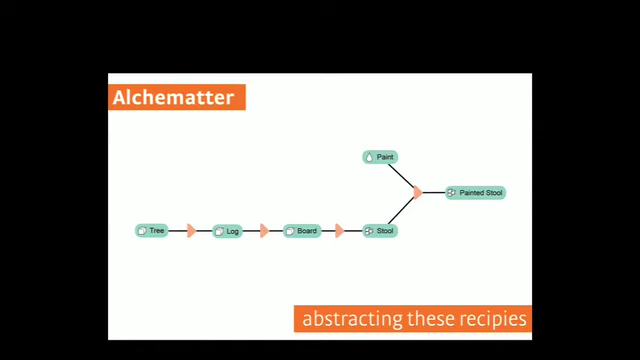 Alchematter
Paint
Painted Stool
Tree
Log
Board
Stool
abstracting these recipies